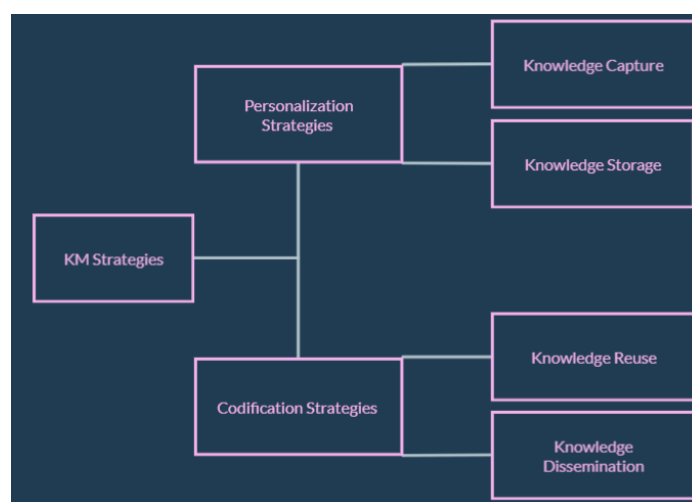 Knowledge Capture
Personalization
Strategies
Knowledge Storage
KM Strategies
Knowledge Reuse
Codification Strategies
Knowledge
Dissemination